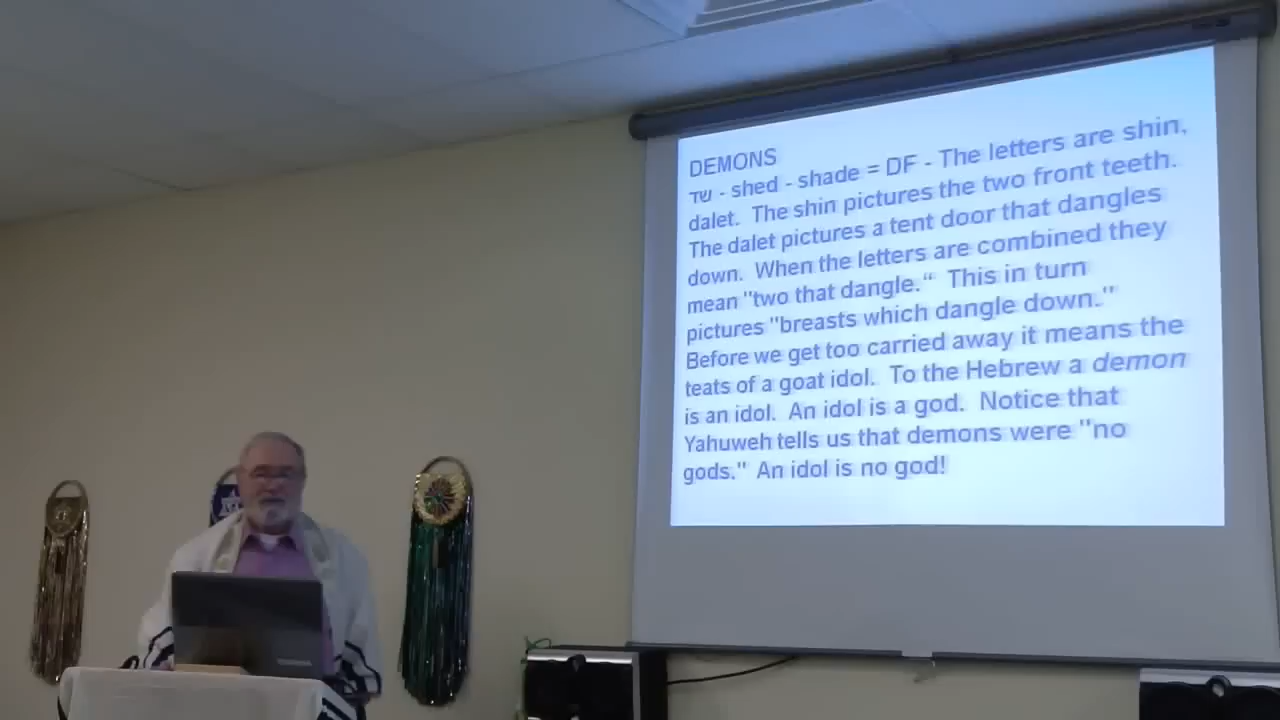 DEMONS
שד - shed - shade = DF - The letters are shin,
dalet. The shin pictures the two front teeth.
The dalet pictures a tent door that dangles
down. When the letters are combined they
mean "two that dangle.“ This in turn
pictures "breasts which dangle down."
Before we get too carried away it means the
teats of a goat idol. To the Hebrew a demon
is an idol. An idol is a god. Notice that
Yahuweh tells us that demons were "no
gods." An idol is no god!
TOSHIBA